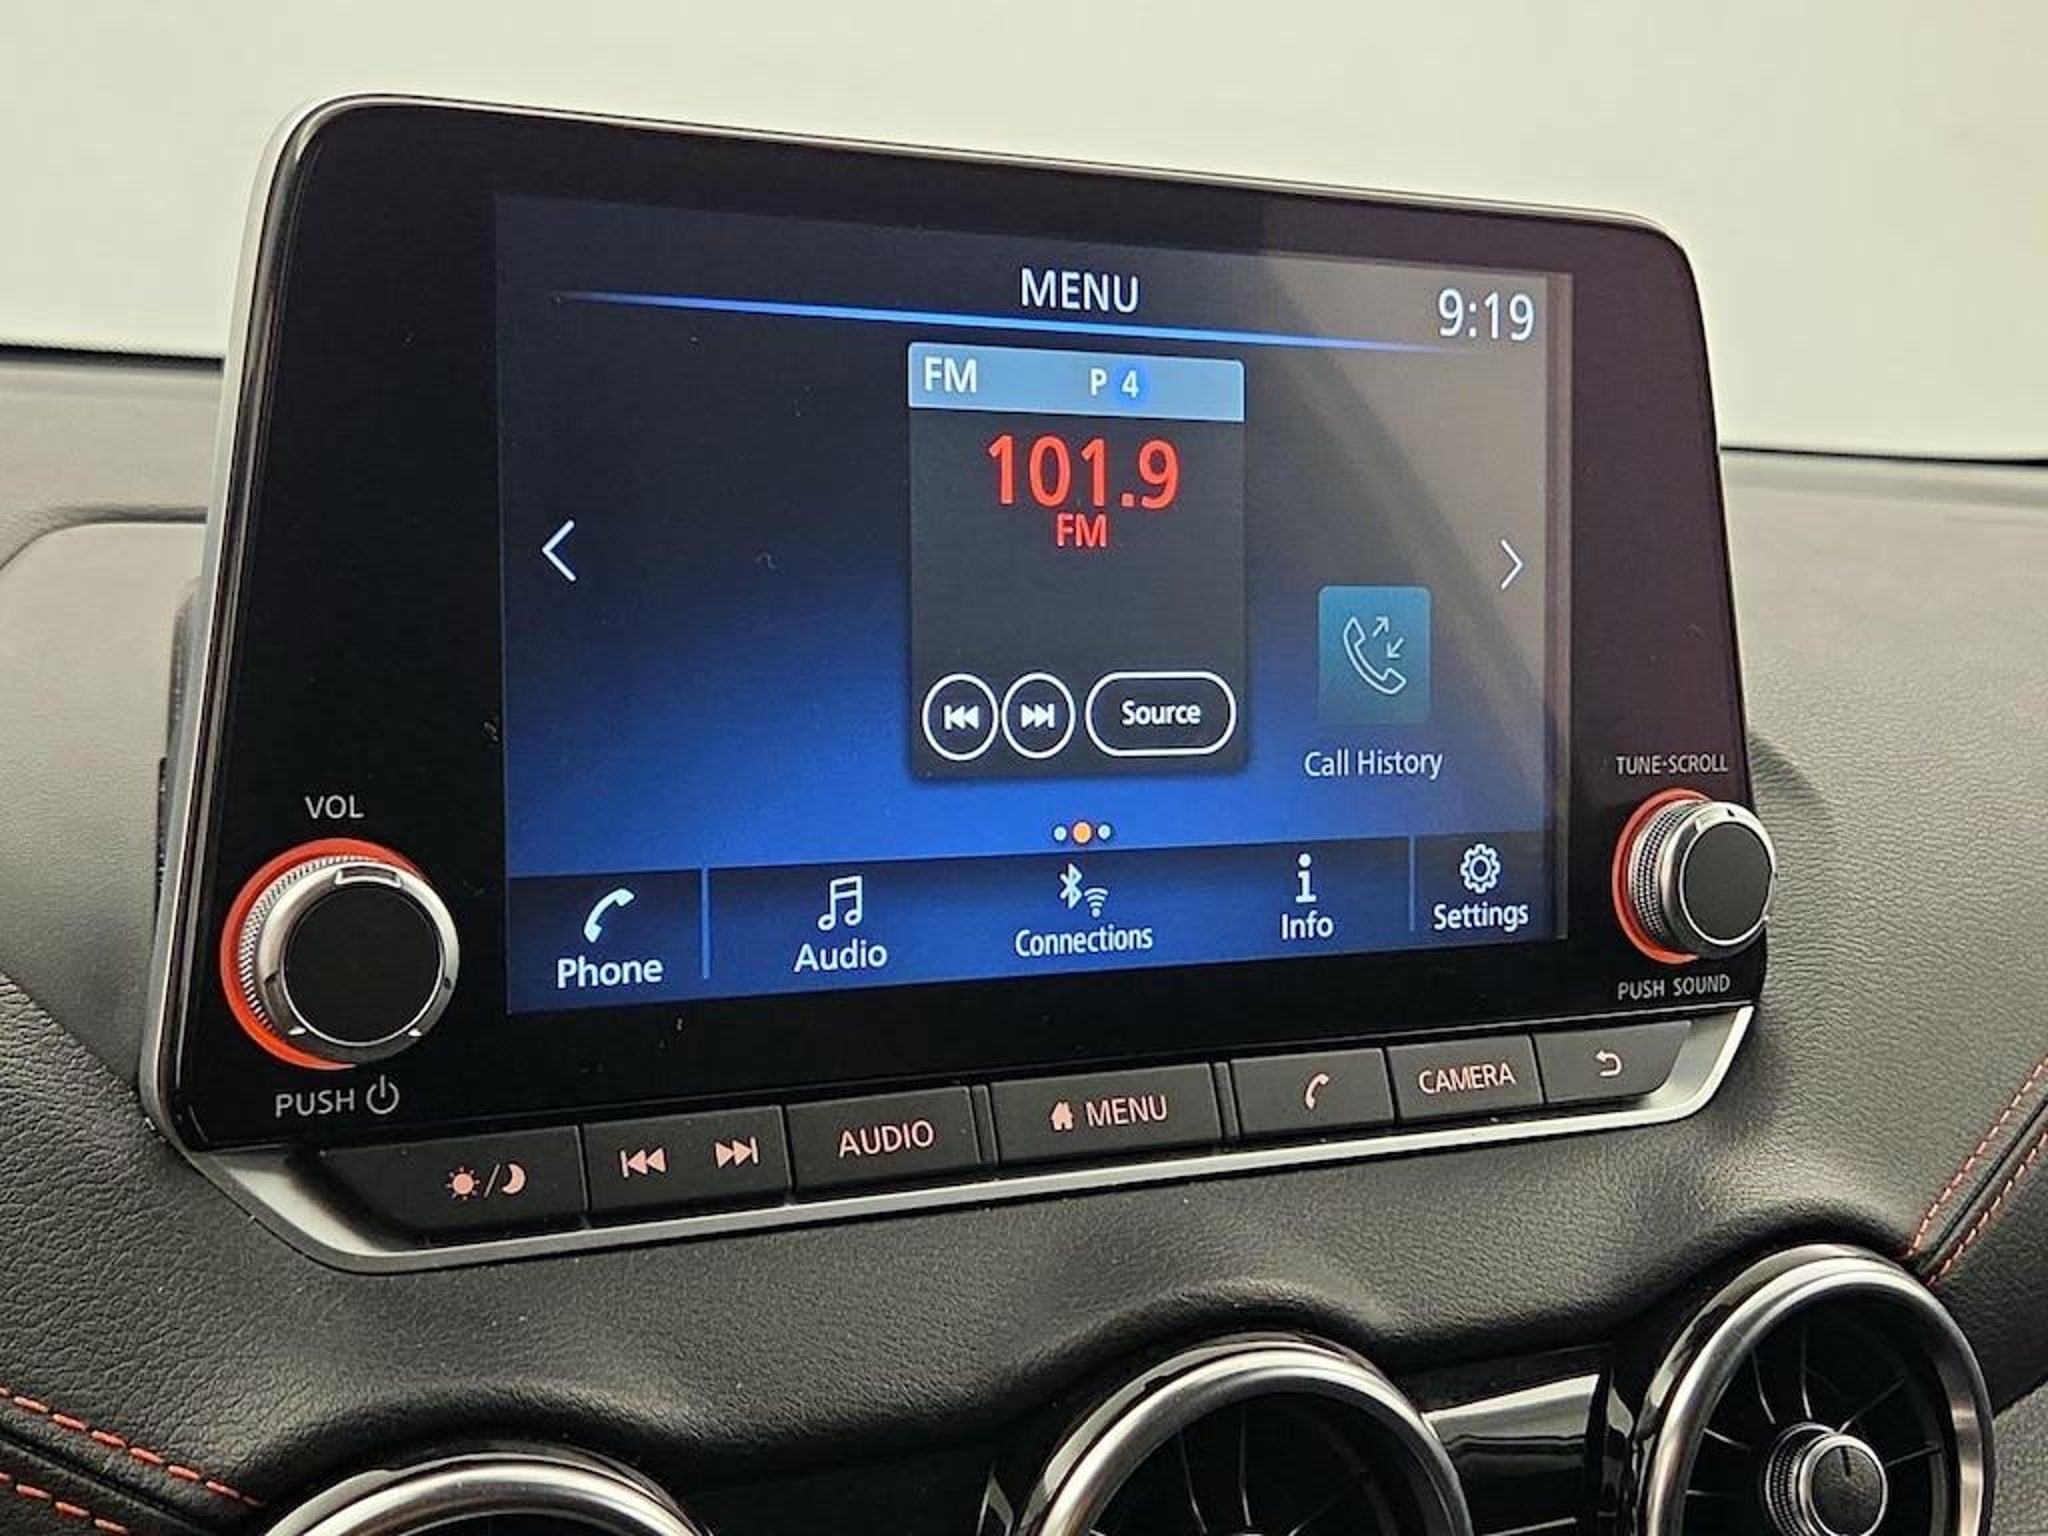 MENU
9:19
FM P 4
101.9
FM
Source
Call History
TUNE·SCROLL
VOL
Phone
Audio
Connections
Info
Settings
PUSH SOUND
PUSH
AUDIO
MENU
CAMERA